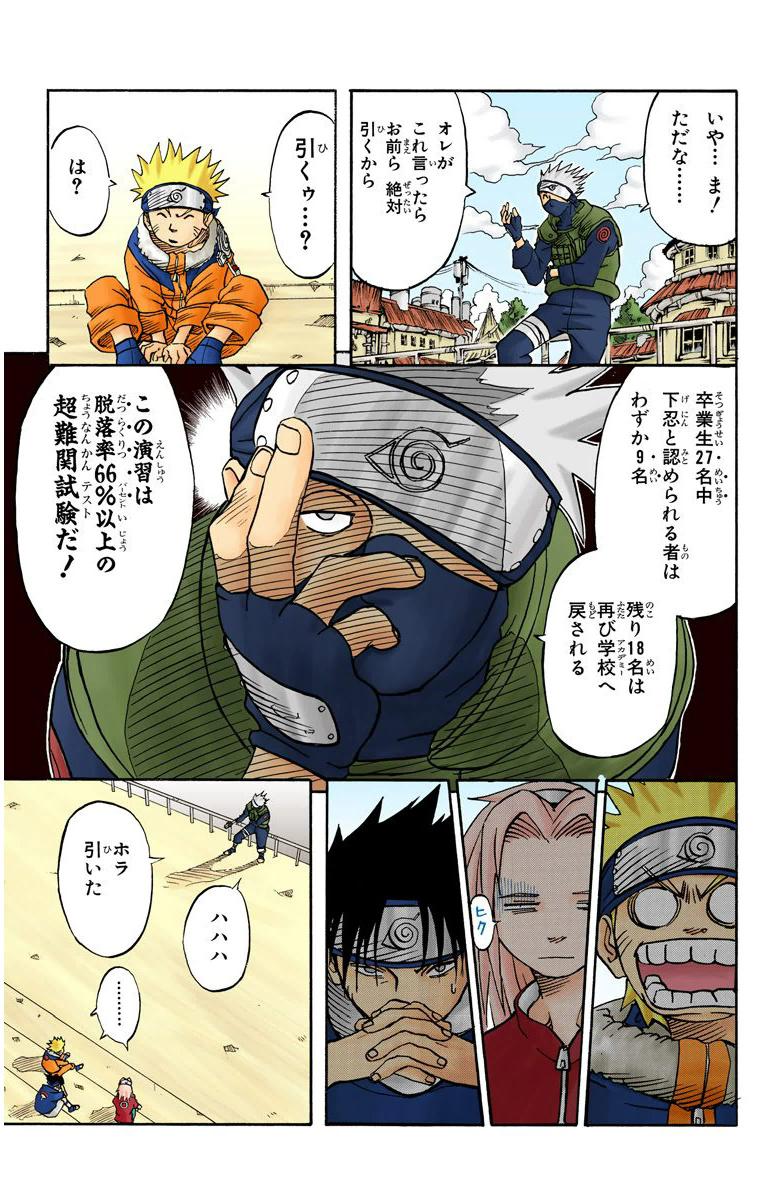 いや…ま!
ただな……
オレが
これ言ったら
お前ら 絶対
引くから
引くゥ…?
は?
卒業生27名中
下忍と認められる者は
わずか9名
残り18名は
再び学校へ
戻される
この演習は
脱落率66%以上の
超難関試験だ!
ヒク
ハハハ
ホラ
引いた
………